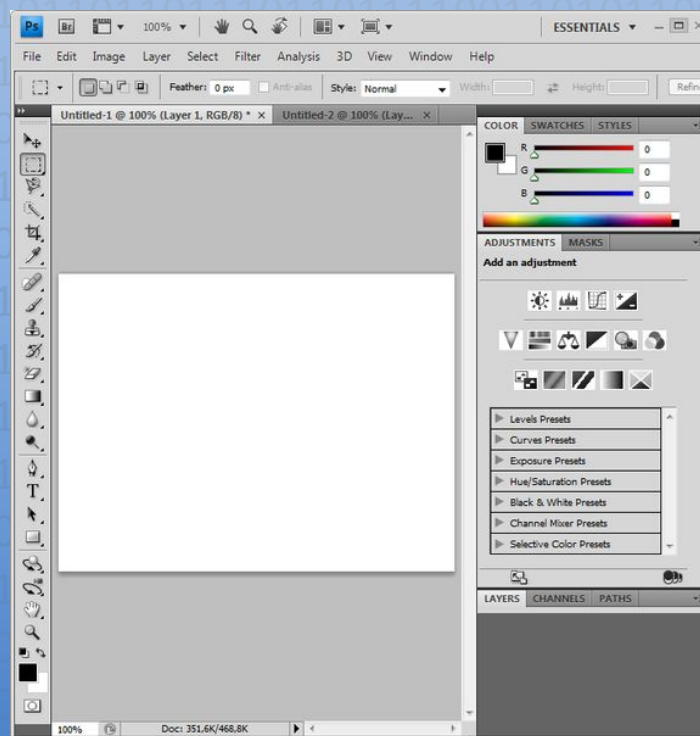 Ps Br 100% ESSENTIALS
File Edit Image Layer Select Filter Analysis 3D View Window Help
Feather: 0 px Anti-alias Style: Normal Width: Height: Refin
Untitled-1 @ 100% (Layer 1, RGB/8) * × Untitled-2 @ 100% (Lay... ×
COLOR SWATCHES STYLES
R 0
G 0
B 0
ADJUSTMENTS MASKS
Add an adjustment
Levels Presets
Curves Presets
Exposure Presets
Hue/Saturation Presets
Black & White Presets
Channel Mixer Presets
Selective Color Presets
LAYERS CHANNELS PATHS
T
100% Doc: 351,6K/468,8K